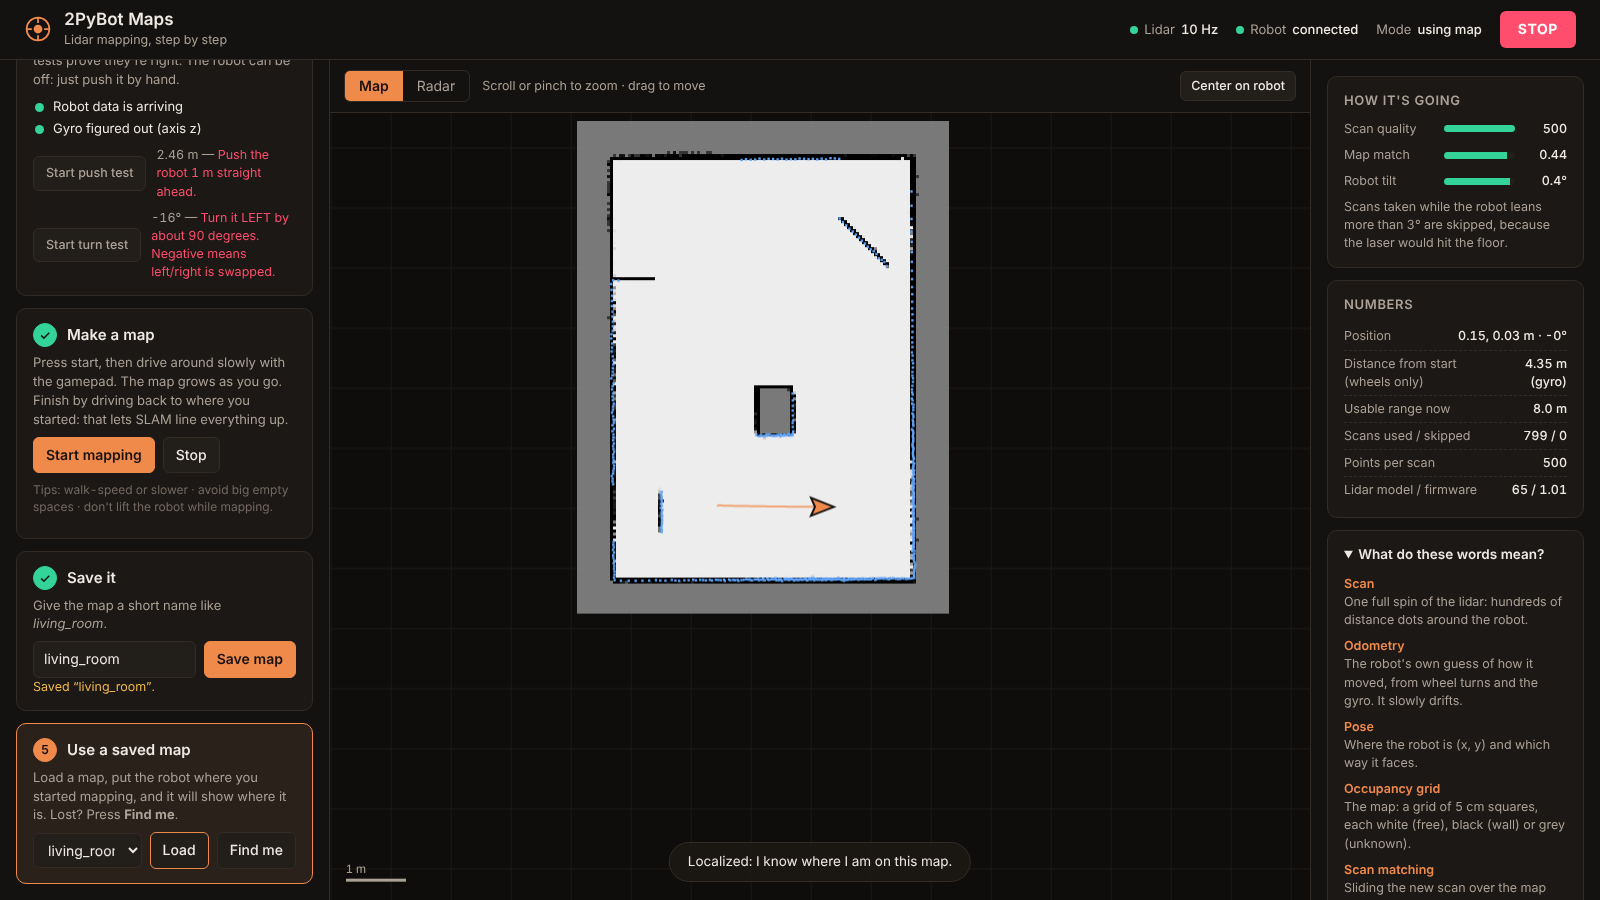 2PyBot Maps
Lidar mapping, step by step
Lidar 10 Hz
Robot connected
Mode using map
STOP
tests prove they're right. The robot can be
off: just push it by hand.
Robot data is arriving
Gyro figured out (axis z)
Start push test
2.46 m — Push the
robot 1 m straight
ahead.
Start turn test
-16° — Turn it LEFT by
about 90 degrees.
Negative means
left/right is swapped.
Make a map
Press start, then drive around slowly with
the gamepad. The map grows as you go.
Finish by driving back to where you
started: that lets SLAM line everything up.
Start mapping
Stop
Tips: walk-speed or slower · avoid big empty
spaces · don't lift the robot while mapping.
Save it
Give the map a short name like
living_room.
living_room
Save map
Saved “living_room”.
5
Use a saved map
Load a map, put the robot where you
started mapping, and it will show where it
is. Lost? Press Find me.
living_roor
Load
Find me
Map
Radar
Scroll or pinch to zoom · drag to move
Center on robot
1 m
Localized: I know where I am on this map.
HOW IT'S GOING
Scan quality 500
Map match 0.44
Robot tilt 0.4°
Scans taken while the robot leans
more than 3° are skipped, because
the laser would hit the floor.
NUMBERS
Position 0.15, 0.03 m · -0°
Distance from start 4.35 m
(wheels only) (gyro)
Usable range now 8.0 m
Scans used / skipped 799 / 0
Points per scan 500
Lidar model / firmware 65 / 1.01
▼ What do these words mean?
Scan
One full spin of the lidar: hundreds of
distance dots around the robot.
Odometry
The robot's own guess of how it
moved, from wheel turns and the
gyro. It slowly drifts.
Pose
Where the robot is (x, y) and which
way it faces.
Occupancy grid
The map: a grid of 5 cm squares,
each white (free), black (wall) or grey
(unknown).
Scan matching
Sliding the new scan over the map